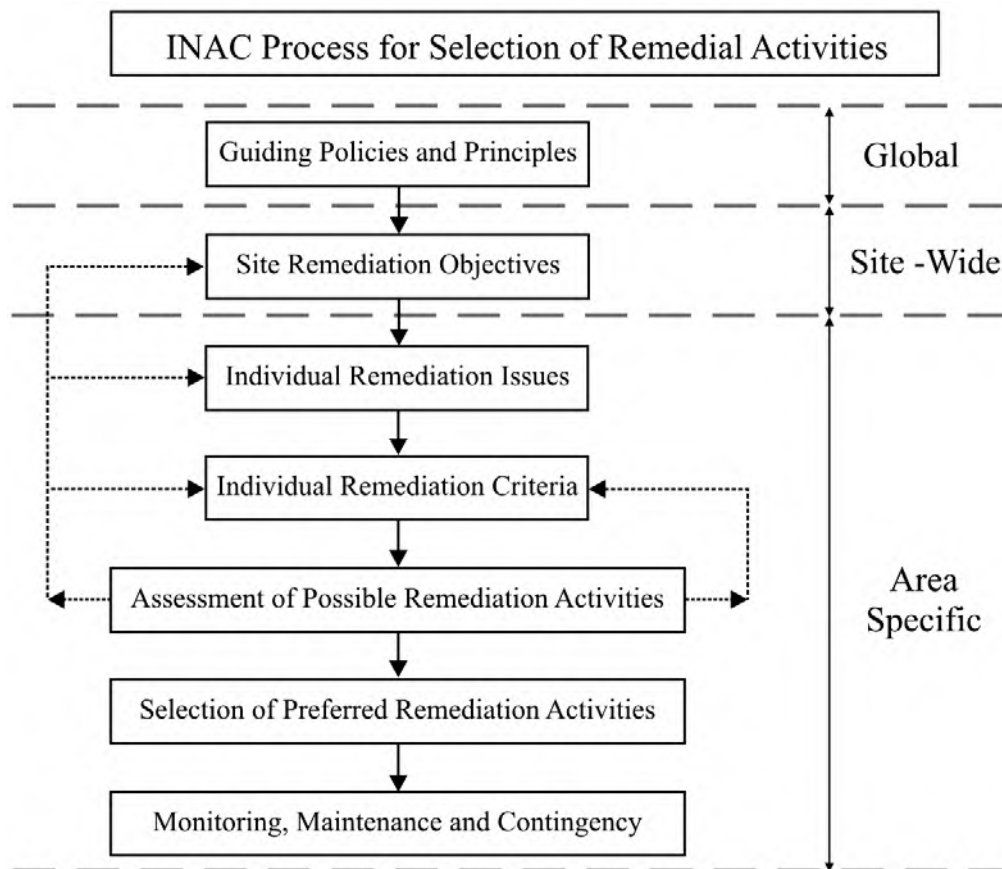 INAC Process for Selection of Remedial Activities
Guiding Policies and Principles
Global
Site Remediation Objectives
Site -Wide
Individual Remediation Issues
Individual Remediation Criteria
Assessment of Possible Remediation Activities
Area
Specific
Selection of Preferred Remediation Activities
Monitoring, Maintenance and Contingency